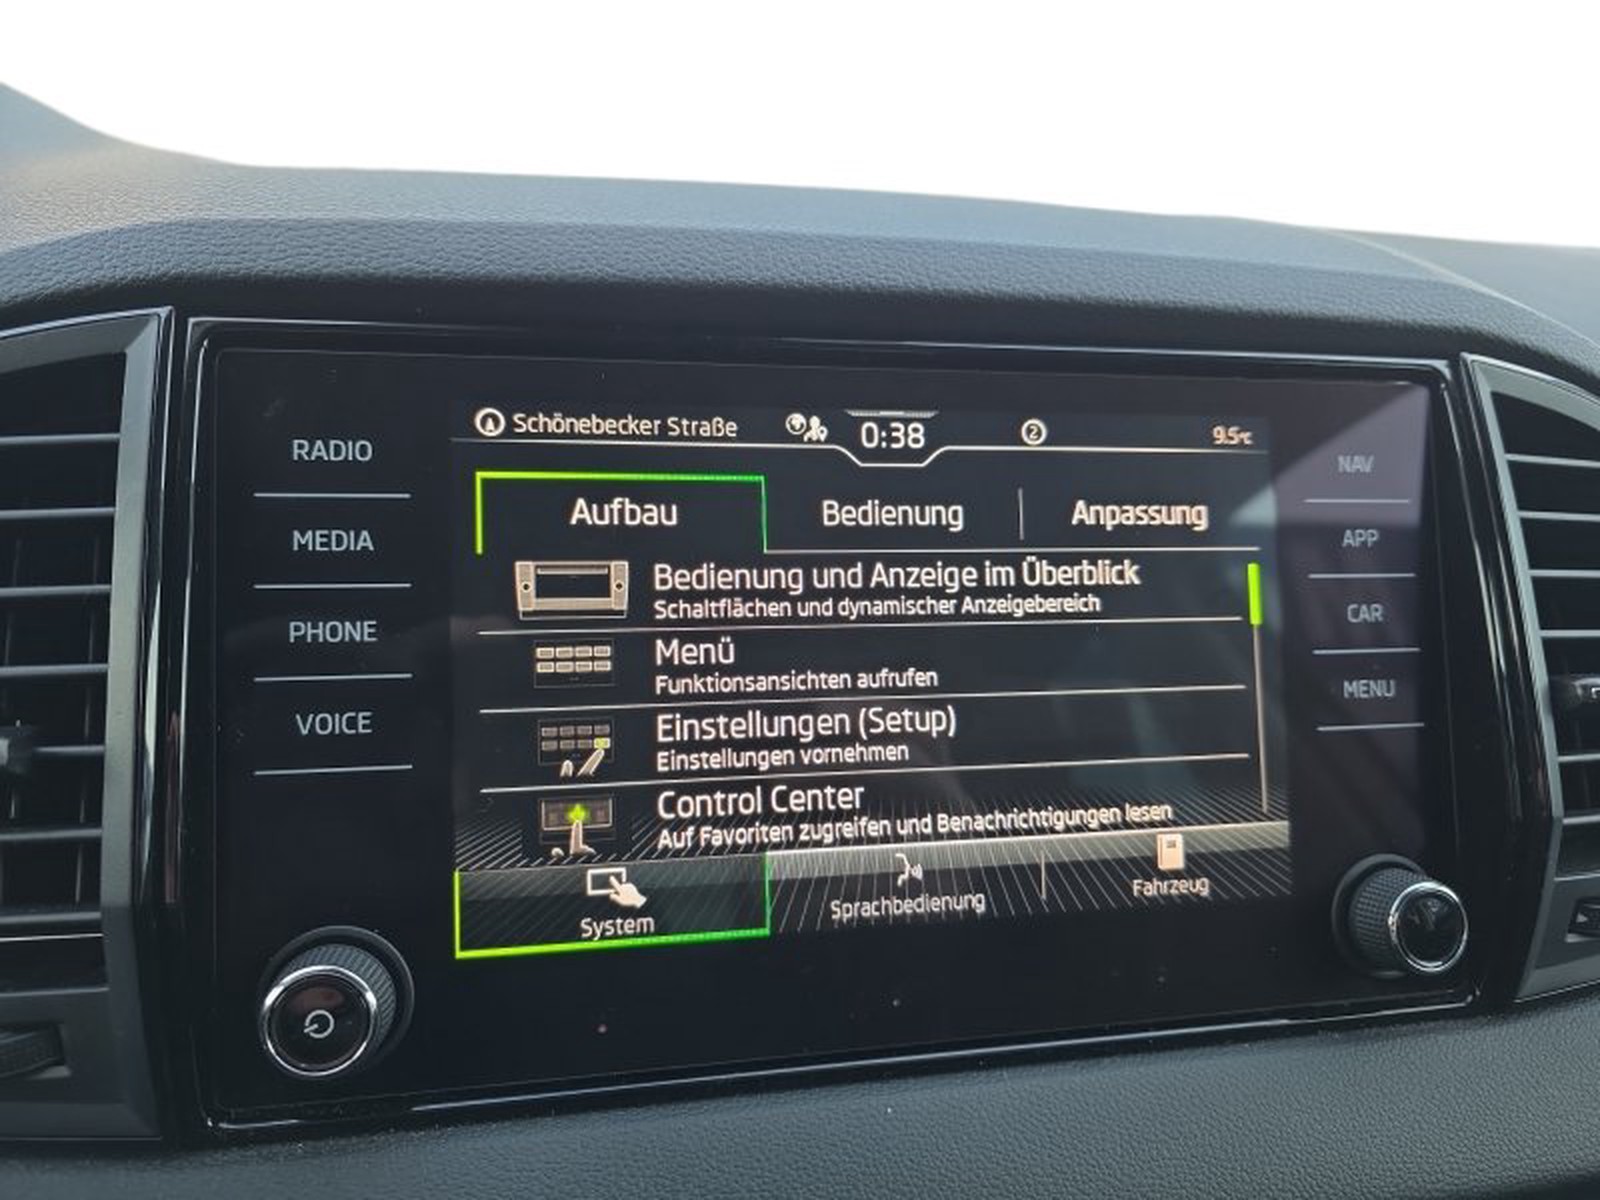 Schönebecker Straße 0:38 2 9.5°C
RADIO
MEDIA
PHONE
VOICE
Aufbau Bedienung Anpassung
Bedienung und Anzeige im Überblick
Schaltflächen und dynamischer Anzeigebereich
Menü
Funktionsansichten aufrufen
Einstellungen (Setup)
Einstellungen vornehmen
Control Center
Auf Favoriten zugreifen und Benachrichtigungen lesen
System Sprachbedienung Fahrzeug
NAV
APP
CAR
MENU